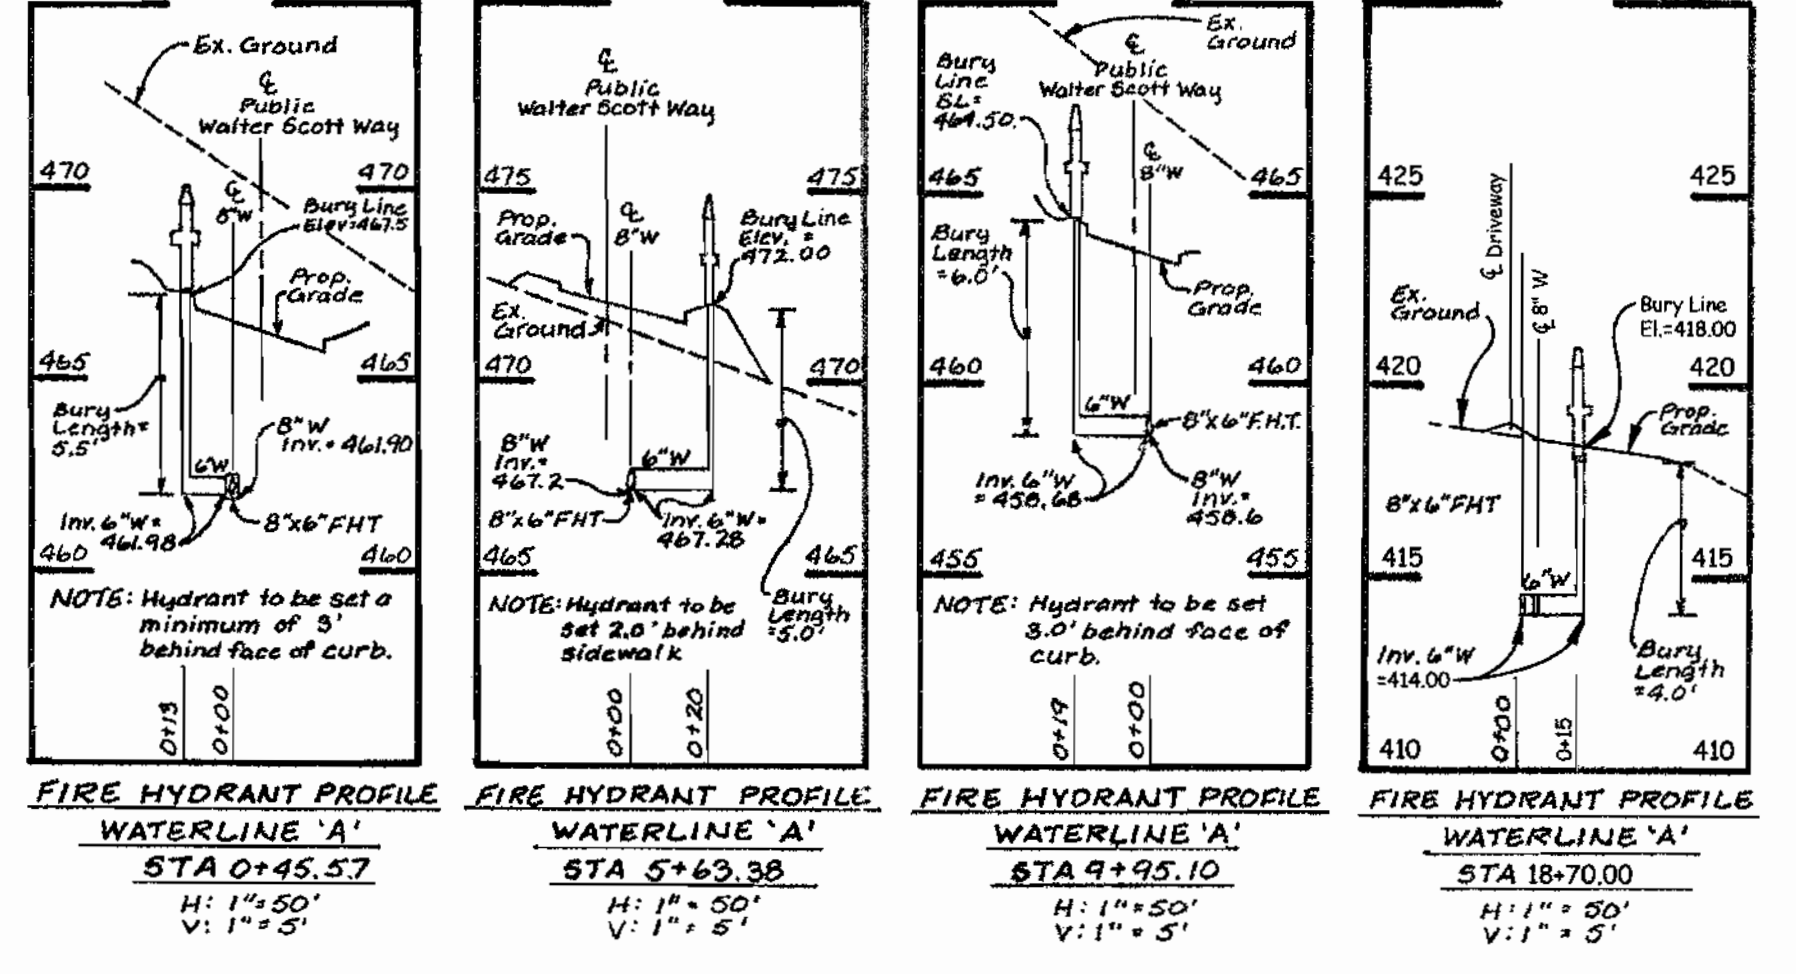 Ex. Ground
℄
Public
Walter Scott Way
470
470
℄
8"W
Bury Line
Elev=467.5
Prop.
Grade
465
465
Bury
Length=
5.5'
8"W
Inv.=461.90
6"W
Inv. 6"W=
461.98
8"x6"FHT
460
460
NOTE: Hydrant to be set a
minimum of 3'
behind face of curb.
0+13
0+00
FIRE HYDRANT PROFILE
WATERLINE 'A'
STA 0+45.57
H: 1"=50'
V: 1"=5'
℄
Public
Walter Scott Way
475
475
Prop.
Grade
℄
8"W
Bury Line
Elev. =
472.00
Ex.
Ground
470
470
8"W
Inv.=
467.2
6"W
8"x6"FHT
Inv. 6"W=
467.28
465
465
Bury
Length
=5.0'
NOTE: Hydrant to be
set 2.0' behind
sidewalk
0+00
0+20
FIRE HYDRANT PROFILE
WATERLINE 'A'
STA 5+63.38
H: 1" = 50'
V: 1" = 5'
Ex.
Ground
℄
Public
Walter Scott Way
Bury
Line
EL=
464.50.
℄
8"W
465
465
Bury
Length
=6.0'
Prop.
Grade
460
460
6"W
8"x6"F.H.T.
Inv. 6"W
=458.68
8"W
Inv.=
458.6
455
455
NOTE: Hydrant to be set
3.0' behind face of
curb.
0+19
0+00
FIRE HYDRANT PROFILE
WATERLINE 'A'
STA 9+95.10
H: 1"=50'
V: 1" = 5'
425
425
℄ Driveway
℄ 8" W
Ex.
Ground
Bury Line
El.=418.00
420
420
Prop.
Grade
8"x6"FHT
415
415
6"W
Inv. 6"W
=414.00
Bury
Length
=4.0'
0+00
0+15
410
410
FIRE HYDRANT PROFILE
WATERLINE 'A'
STA 18+70.00
H: 1" = 50'
V: 1" = 5'